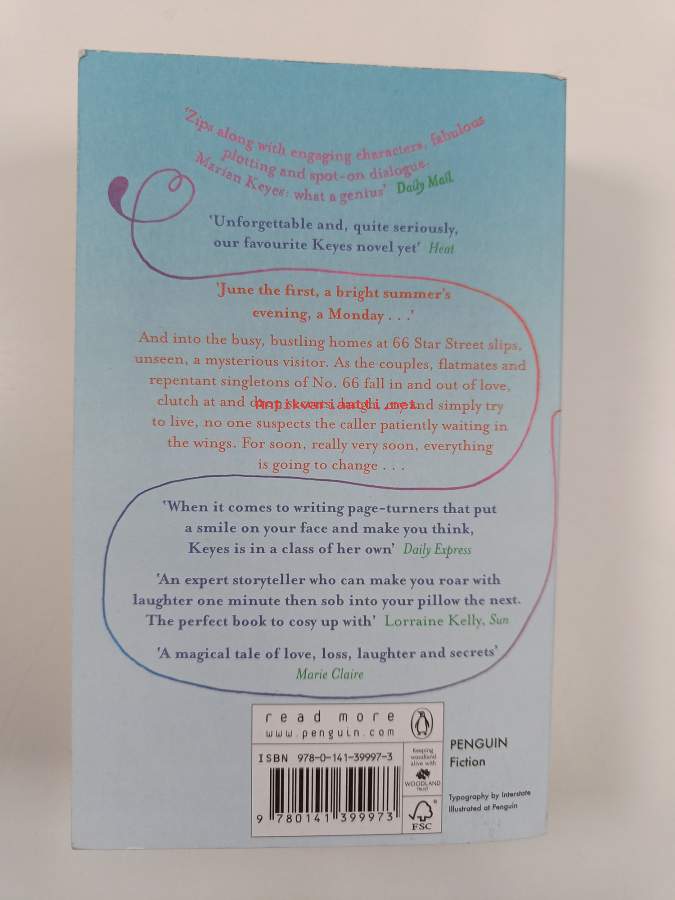 'Zips along with engaging characters, fabulous
plotting and spot-on dialogue.
Marian Keyes: what a genius' Daily Mail
'Unforgettable and, quite seriously,
our favourite Keyes novel yet' Heat
'June the first, a bright summer's
evening, a Monday . . .'
And into the busy, bustling homes at 66 Star Street slips,
unseen, a mysterious visitor. As the couples, flatmates and
repentant singletons of No. 66 fall in and out of love,
clutch at and and simply try
to live, no one suspects the caller patiently waiting in
the wings. For soon, really very soon, everything
is going to change . . .
'When it comes to writing page-turners that put
a smile on your face and make you think,
Keyes is in a class of her own' Daily Express
'An expert storyteller who can make you roar with
laughter one minute then sob into your pillow the next.
The perfect book to cosy up with' Lorraine Kelly, Sun
'A magical tale of love, loss, laughter and secrets'
Marie Claire
read more
www.penguin.com
ISBN 978-0-141-39997-3
9 780141 399973
Keeping
woodland
alive with
WOODLAND
TRUST
FSC
PENGUIN
Fiction
Typography by Interstate
Illustrated at Penguin